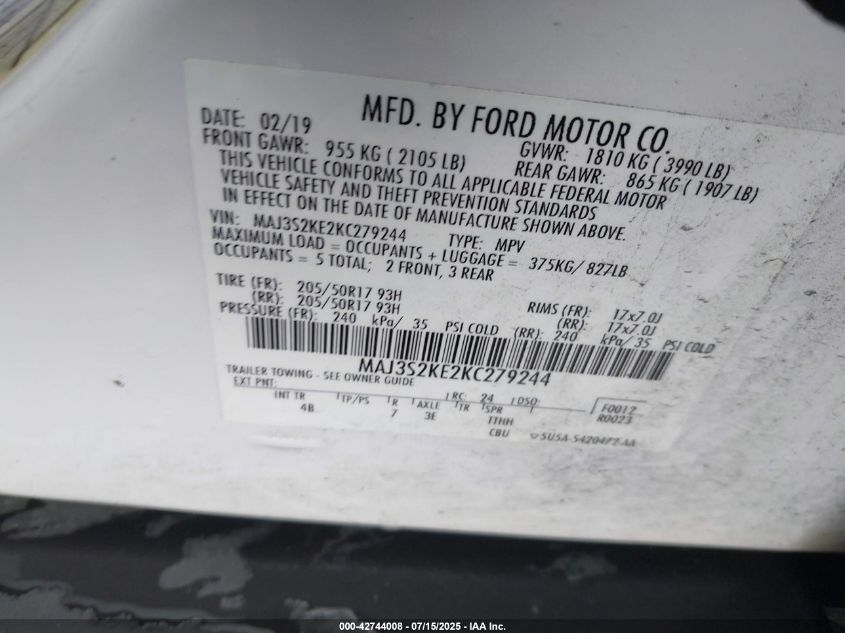 MFD. BY FORD MOTOR CO.
DATE: 02/19 GVWR: 1810 KG ( 3990 LB)
FRONT GAWR: 955 KG ( 2105 LB) REAR GAWR: 865 KG ( 1907 LB)
THIS VEHICLE CONFORMS TO ALL APPLICABLE FEDERAL MOTOR
VEHICLE SAFETY AND THEFT PREVENTION STANDARDS
IN EFFECT ON THE DATE OF MANUFACTURE SHOWN ABOVE.
VIN: MAJ3S2KE2KC279244 TYPE: MPV
MAXIMUM LOAD = OCCUPANTS + LUGGAGE = 375KG/ 827LB
OCCUPANTS = 5 TOTAL; 2 FRONT, 3 REAR
TIRE (FR): 205/50R17 93H RIMS (FR): 17x7.0J
(RR): 205/50R17 93H (RR): 17x7.0J
PRESSURE (FR): 240 kPa/ 35 PSI COLD (RR): 240 kPa/ 35 PSI COLD
MAJ3S2KE2KC279244
TRAILER TOWING - SEE OWNER GUIDE
EXT PNT: RC: 24 DSO:
INT TR TP/PS R AXLE TR SPR F0012
4B 7 3E TTHH R0023
CBU 5U5A-5420472-AA
000-42744008 - 07/15/2025 - IAA Inc.